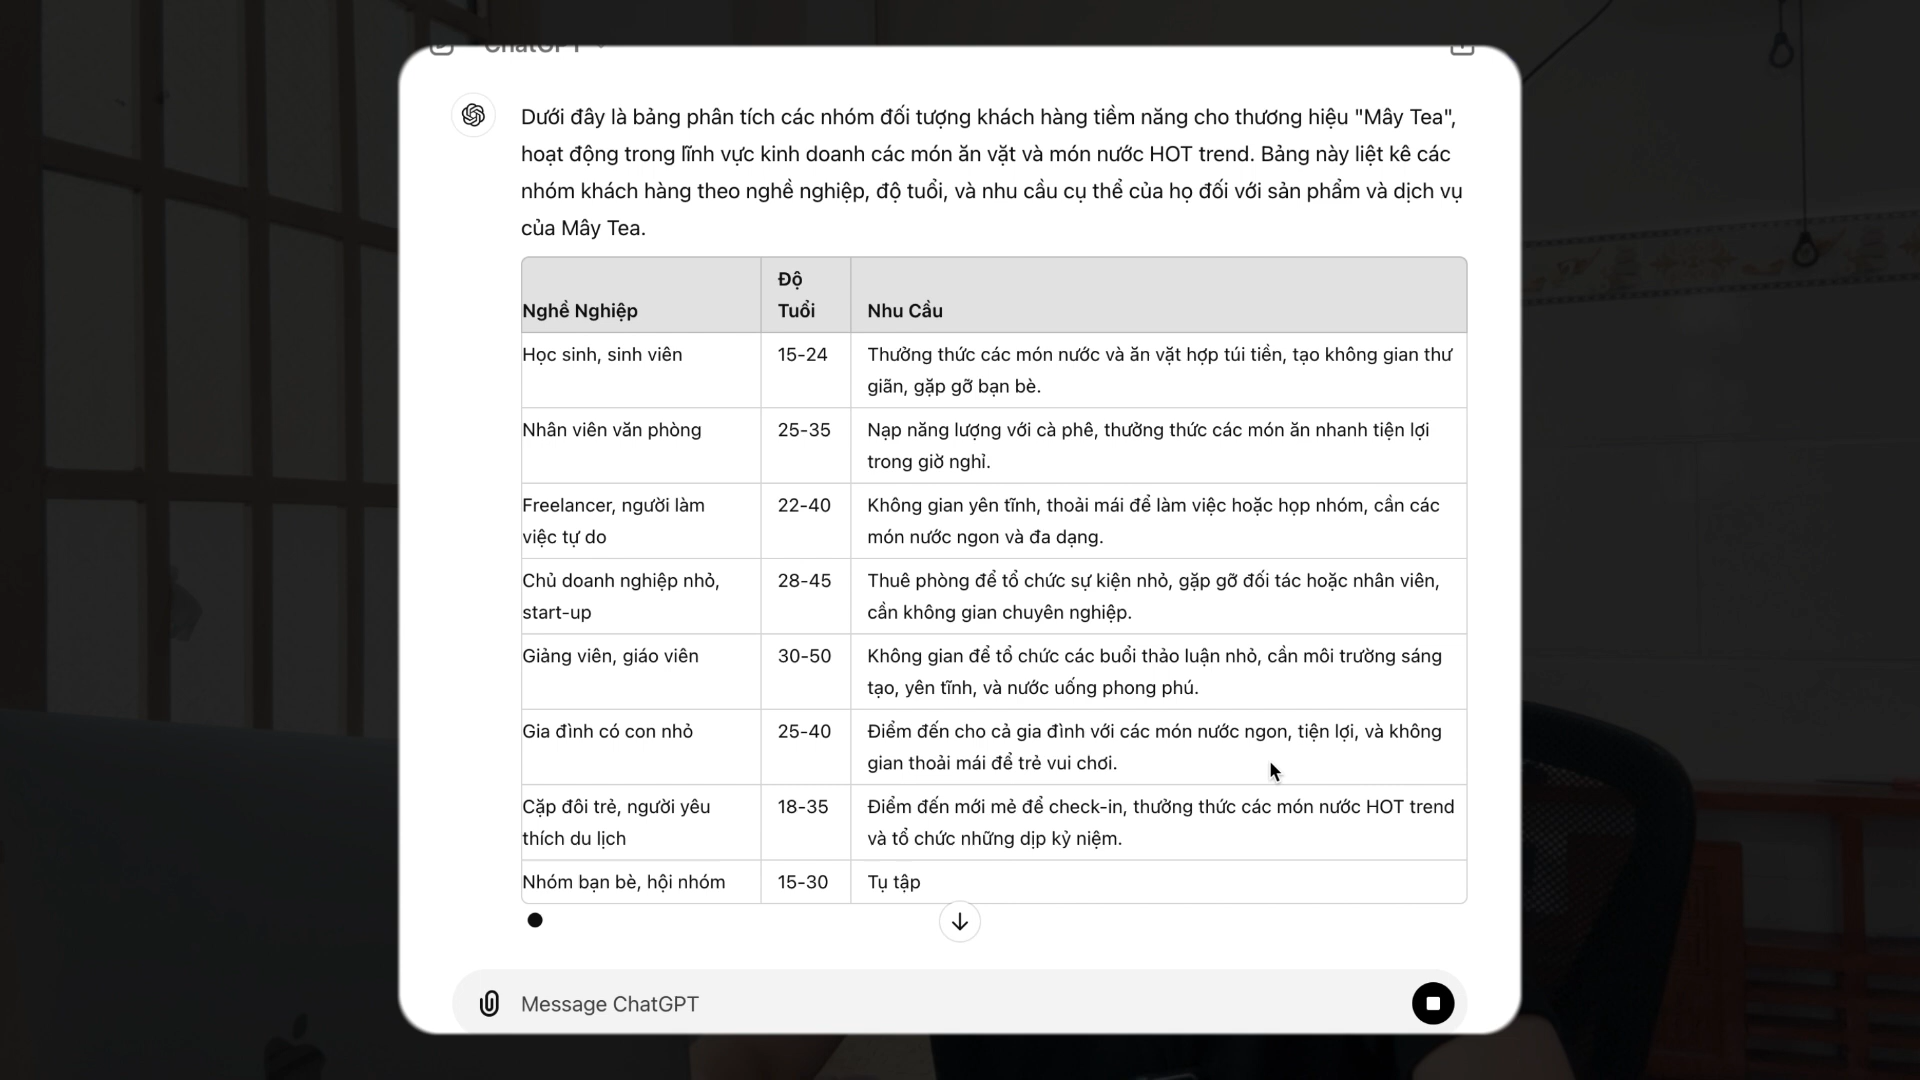 ChatGPT
Dưới đây là bảng phân tích các nhóm đối tượng khách hàng tiềm năng cho thương hiệu "Mây Tea",
hoạt động trong lĩnh vực kinh doanh các món ăn vặt và món nước HOT trend. Bảng này liệt kê các
nhóm khách hàng theo nghề nghiệp, độ tuổi, và nhu cầu cụ thể của họ đối với sản phẩm và dịch vụ
của Mây Tea.
Độ
Nghề Nghiệp Tuổi Nhu Cầu
Học sinh, sinh viên 15-24 Thưởng thức các món nước và ăn vặt hợp túi tiền, tạo không gian thư
giãn, gặp gỡ bạn bè.
Nhân viên văn phòng 25-35 Nạp năng lượng với cà phê, thưởng thức các món ăn nhanh tiện lợi
trong giờ nghỉ.
Freelancer, người làm 22-40 Không gian yên tĩnh, thoải mái để làm việc hoặc họp nhóm, cần các
việc tự do món nước ngon và đa dạng.
Chủ doanh nghiệp nhỏ, 28-45 Thuê phòng để tổ chức sự kiện nhỏ, gặp gỡ đối tác hoặc nhân viên,
start-up cần không gian chuyên nghiệp.
Giảng viên, giáo viên 30-50 Không gian để tổ chức các buổi thảo luận nhỏ, cần môi trường sáng
tạo, yên tĩnh, và nước uống phong phú.
Gia đình có con nhỏ 25-40 Điểm đến cho cả gia đình với các món nước ngon, tiện lợi, và không
gian thoải mái để trẻ vui chơi.
Cặp đôi trẻ, người yêu 18-35 Điểm đến mới mẻ để check-in, thưởng thức các món nước HOT trend
thích du lịch và tổ chức những dịp kỷ niệm.
Nhóm bạn bè, hội nhóm 15-30 Tụ tập
Message ChatGPT